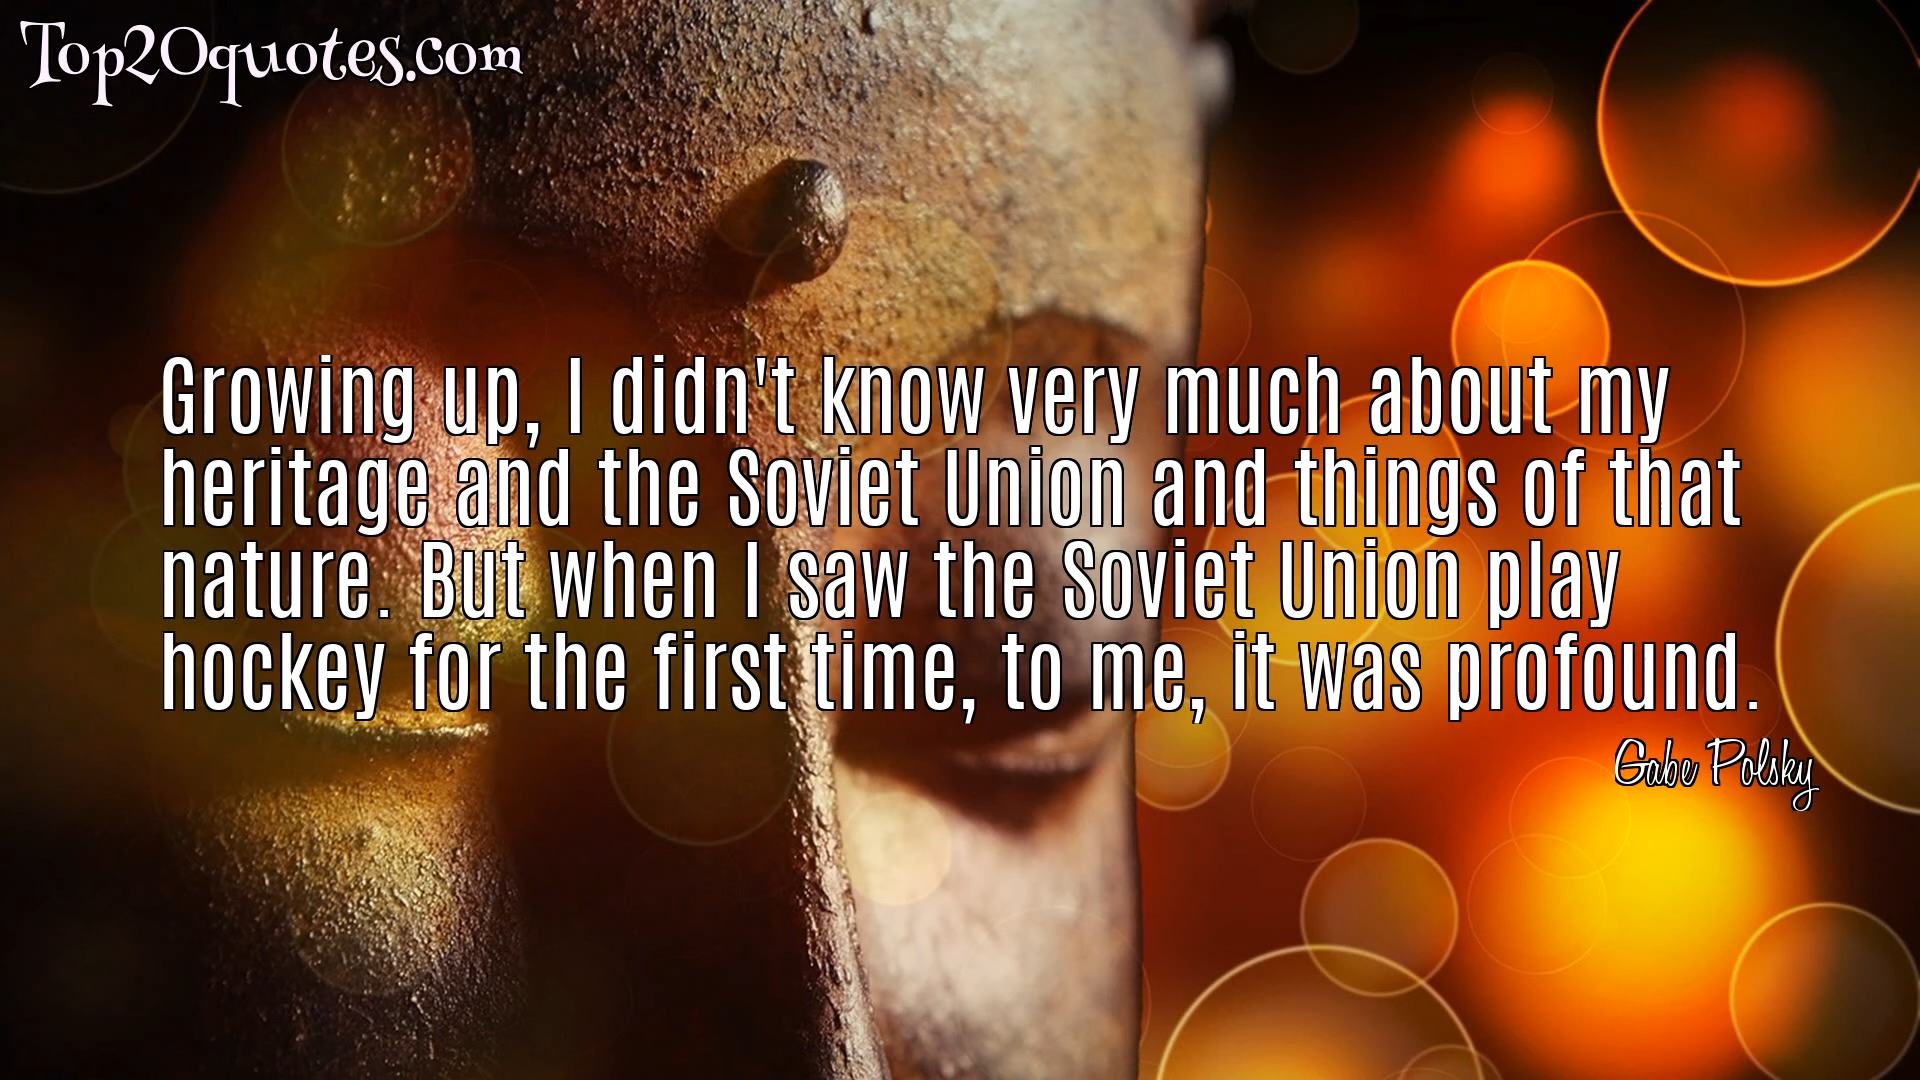 Top20quotes.com
Growing up, I didn't know very much about my
heritage and the Soviet Union and things of that
nature. But when I saw the Soviet Union play
hockey for the first time, to me, it was profound.
Gabe Polsky